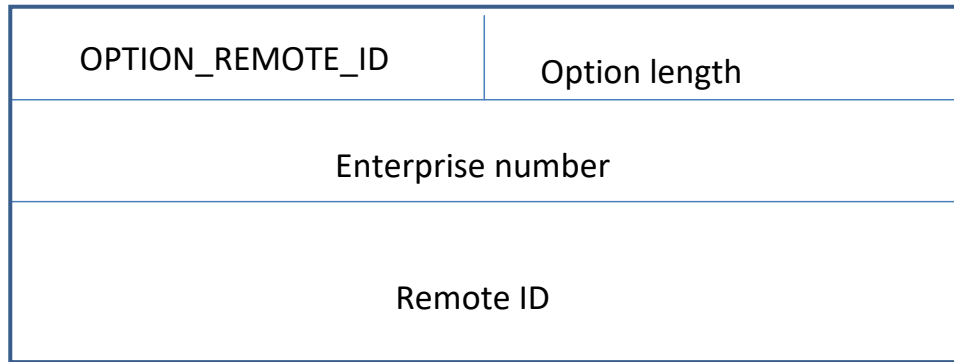 OPTION_REMOTE_ID
Option length
Enterprise number
Remote ID